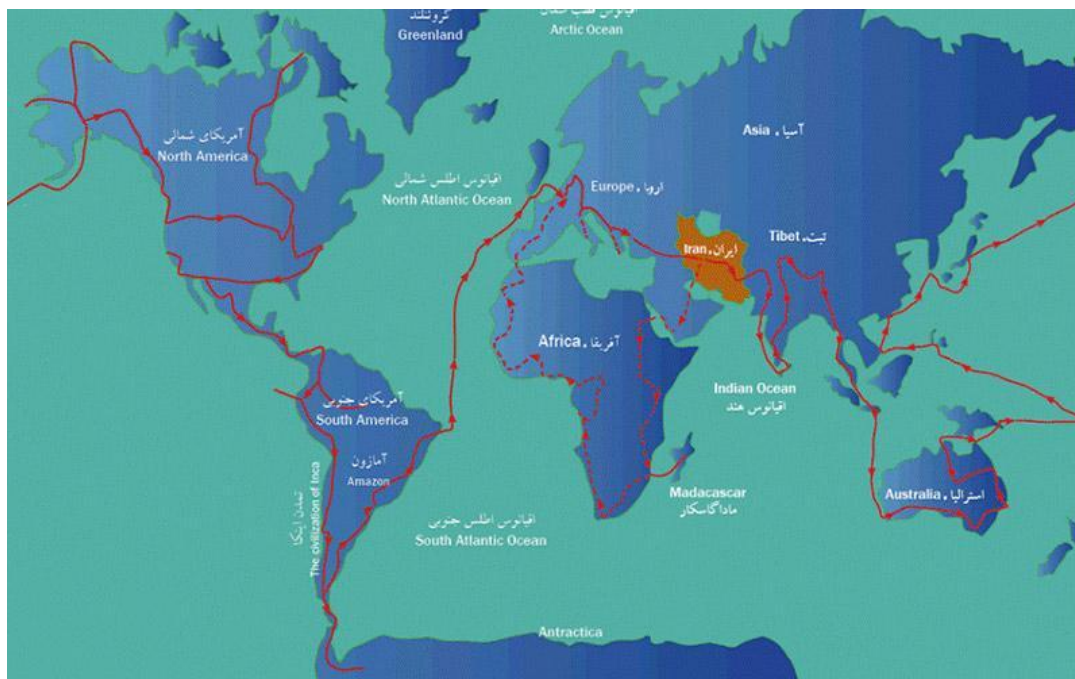 گروئنلند
Greenland
اقیانوس قطب شمال
Arctic Ocean
آمریکای شمالی
North America
اقیانوس اطلس شمالی
North Atlantic Ocean
Europe ، اروپا
Asia ، آسیا
Iran ، ایران
Tibet ، تبت
Africa ، آفریقا
Indian Ocean
اقیانوس هند
آمریکای جنوبی
South America
آمازون
Amazon
تمدن اینکا
The civilization of Inca
اقیانوس اطلس جنوبی
South Atlantic Ocean
Madacascar
ماداگاسکار
Australia ، استرالیا
Antractica